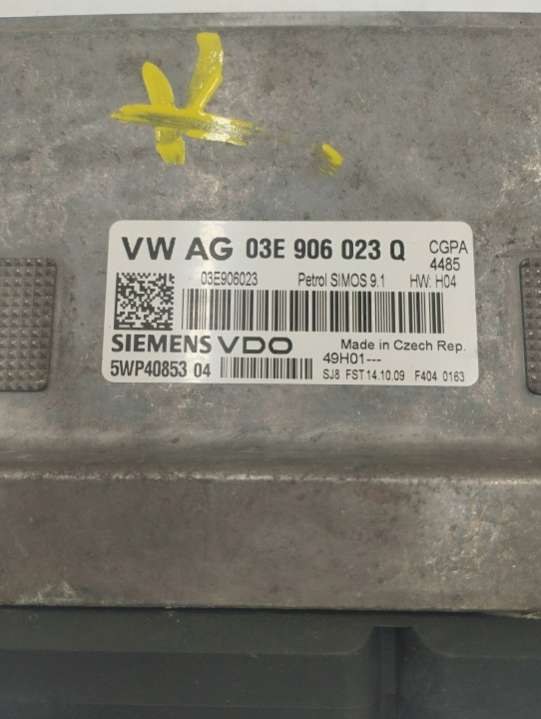 VW AG 03E 906 023 Q CGPA
4485
03E906023 Petrol SIMOS 9.1 HW: H04
SIEMENS VDO Made in Czech Rep.
49H01---
5WP40853 04 SJ8 FST14.10.09 F404 0163